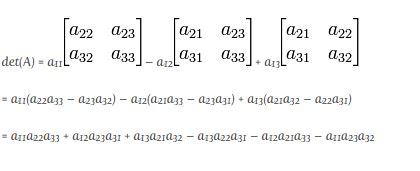 det(A) = a₁₁[a₂₂ a₂₃ a₃₂ a₃₃] − a₁₂[a₂₁ a₂₃ a₃₁ a₃₃] + a₁₃[a₂₁ a₂₂ a₃₁ a₃₂]
= a₁₁(a₂₂a₃₃ − a₂₃a₃₂) − a₁₂(a₂₁a₃₃ − a₂₃a₃₁) + a₁₃(a₂₁a₃₂ − a₂₂a₃₁)
= a₁₁a₂₂a₃₃ + a₁₂a₂₃a₃₁ + a₁₃a₂₁a₃₂ − a₁₃a₂₂a₃₁ − a₁₂a₂₁a₃₃ − a₁₁a₂₃a₃₂